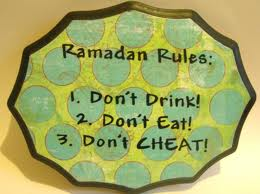 Ramadan Rules:
1. Don't Drink!
2. Don't Eat!
3. Don't CHEAT!